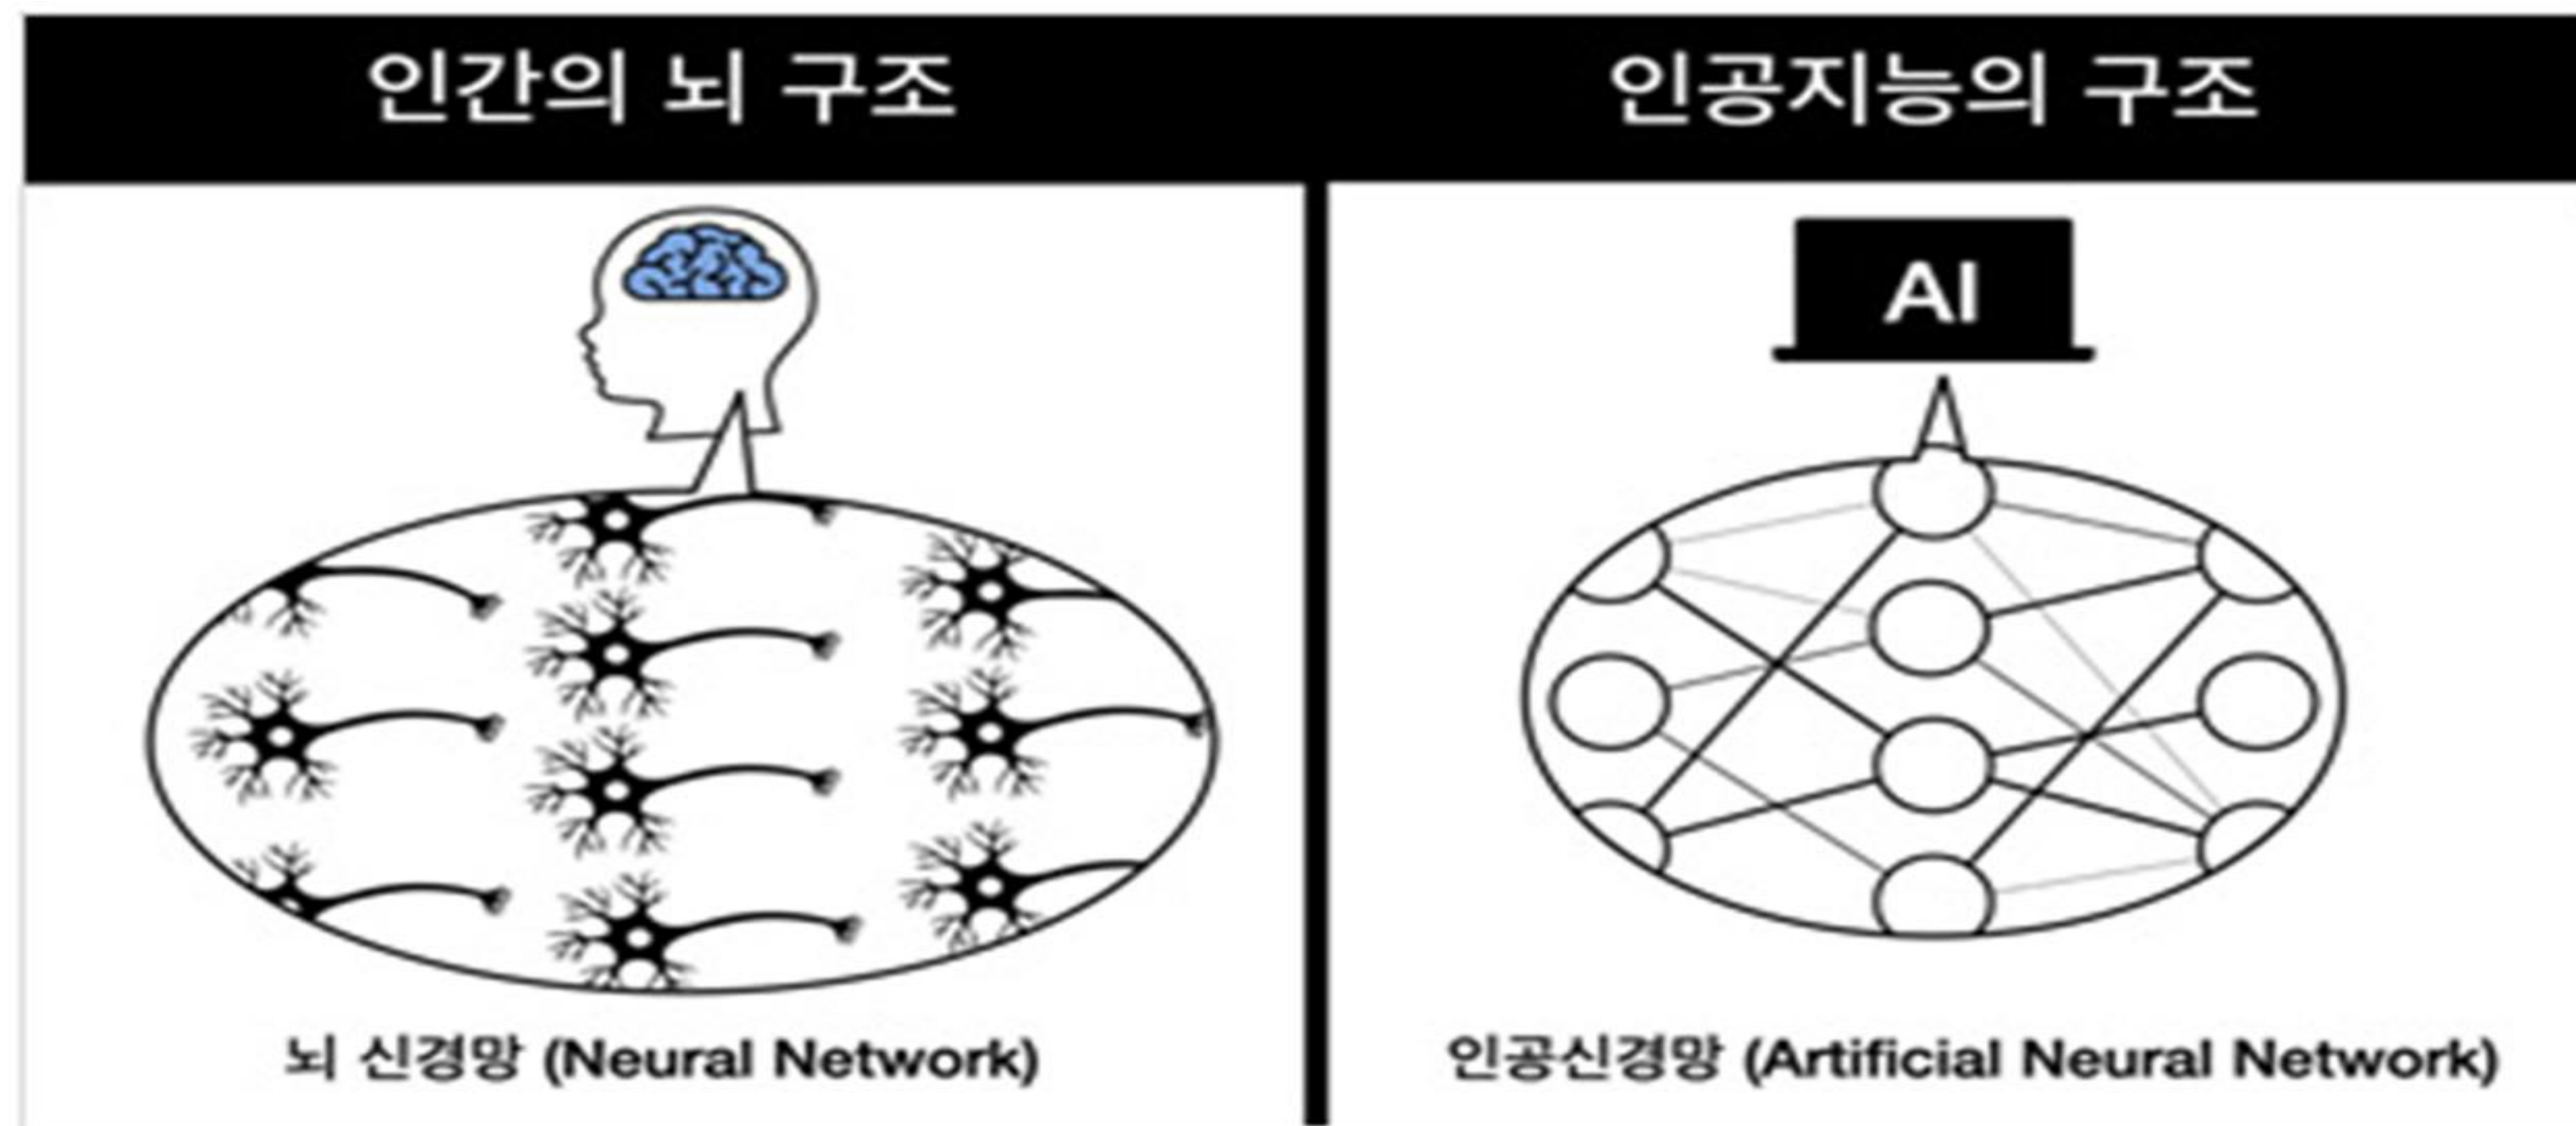 인간의 뇌 구조
인공지능의 구조
AI
뇌 신경망 (Neural Network)
인공신경망 (Artificial Neural Network)